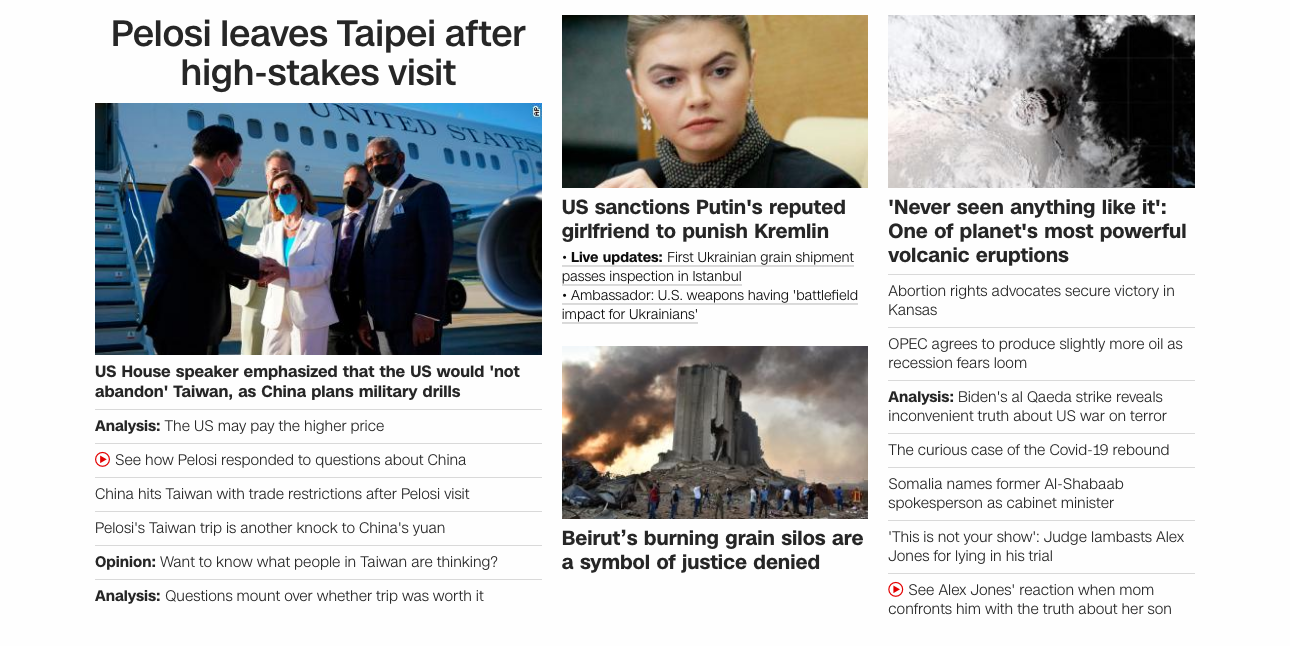 Pelosi leaves Taipei after
high-stakes visit
UNITED STATES
AP
US House speaker emphasized that the US would 'not
abandon' Taiwan, as China plans military drills
Analysis: The US may pay the higher price
See how Pelosi responded to questions about China
China hits Taiwan with trade restrictions after Pelosi visit
Pelosi's Taiwan trip is another knock to China's yuan
Opinion: Want to know what people in Taiwan are thinking?
Analysis: Questions mount over whether trip was worth it
US sanctions Putin's reputed
girlfriend to punish Kremlin
• Live updates: First Ukrainian grain shipment
passes inspection in Istanbul
• Ambassador: U.S. weapons having 'battlefield
impact for Ukrainians'
Beirut’s burning grain silos are
a symbol of justice denied
'Never seen anything like it':
One of planet's most powerful
volcanic eruptions
Abortion rights advocates secure victory in
Kansas
OPEC agrees to produce slightly more oil as
recession fears loom
Analysis: Biden's al Qaeda strike reveals
inconvenient truth about US war on terror
The curious case of the Covid-19 rebound
Somalia names former Al-Shabaab
spokesperson as cabinet minister
'This is not your show': Judge lambasts Alex
Jones for lying in his trial
See Alex Jones' reaction when mom
confronts him with the truth about her son